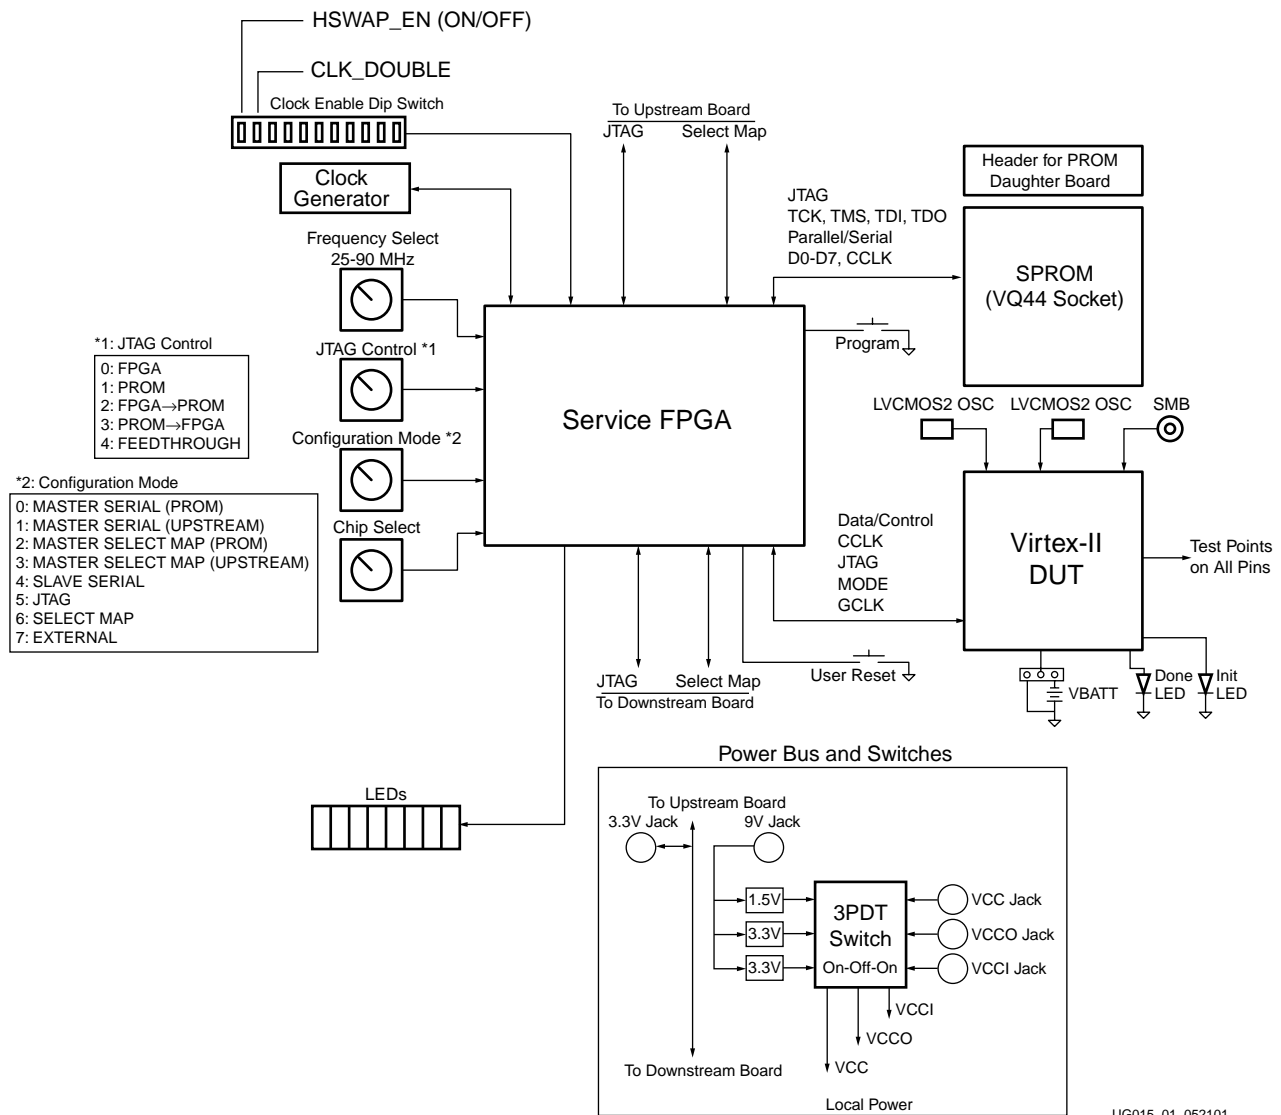 HSWAP_EN (ON/OFF)
CLK_DOUBLE
Clock Enable Dip Switch
Clock
Generator
Frequency Select
25-90 MHz
JTAG Control *1
Configuration Mode *2
Chip Select
*1: JTAG Control
0: FPGA
1: PROM
2: FPGA→PROM
3: PROM→FPGA
4: FEEDTHROUGH
*2: Configuration Mode
0: MASTER SERIAL (PROM)
1: MASTER SERIAL (UPSTREAM)
2: MASTER SELECT MAP (PROM)
3: MASTER SELECT MAP (UPSTREAM)
4: SLAVE SERIAL
5: JTAG
6: SELECT MAP
7: EXTERNAL
To Upstream Board
JTAG Select Map
Service FPGA
JTAG
TCK, TMS, TDI, TDO
Parallel/Serial
D0-D7, CCLK
Header for PROM
Daughter Board
SPROM
(VQ44 Socket)
Program
LVCMOS2 OSC LVCMOS2 OSC SMB
Data/Control
CCLK
JTAG
MODE
GCLK
Virtex-II
DUT
Test Points
on All Pins
User Reset
VBATT
Done
LED
Init
LED
JTAG Select Map
To Downstream Board
LEDs
Power Bus and Switches
To Upstream Board
3.3V Jack 9V Jack
1.5V
3.3V
3.3V
3PDT
Switch
On-Off-On
VCC Jack
VCCO Jack
VCCI Jack
VCCI
VCCO
VCC
To Downstream Board
Local Power
UG015_01_052101